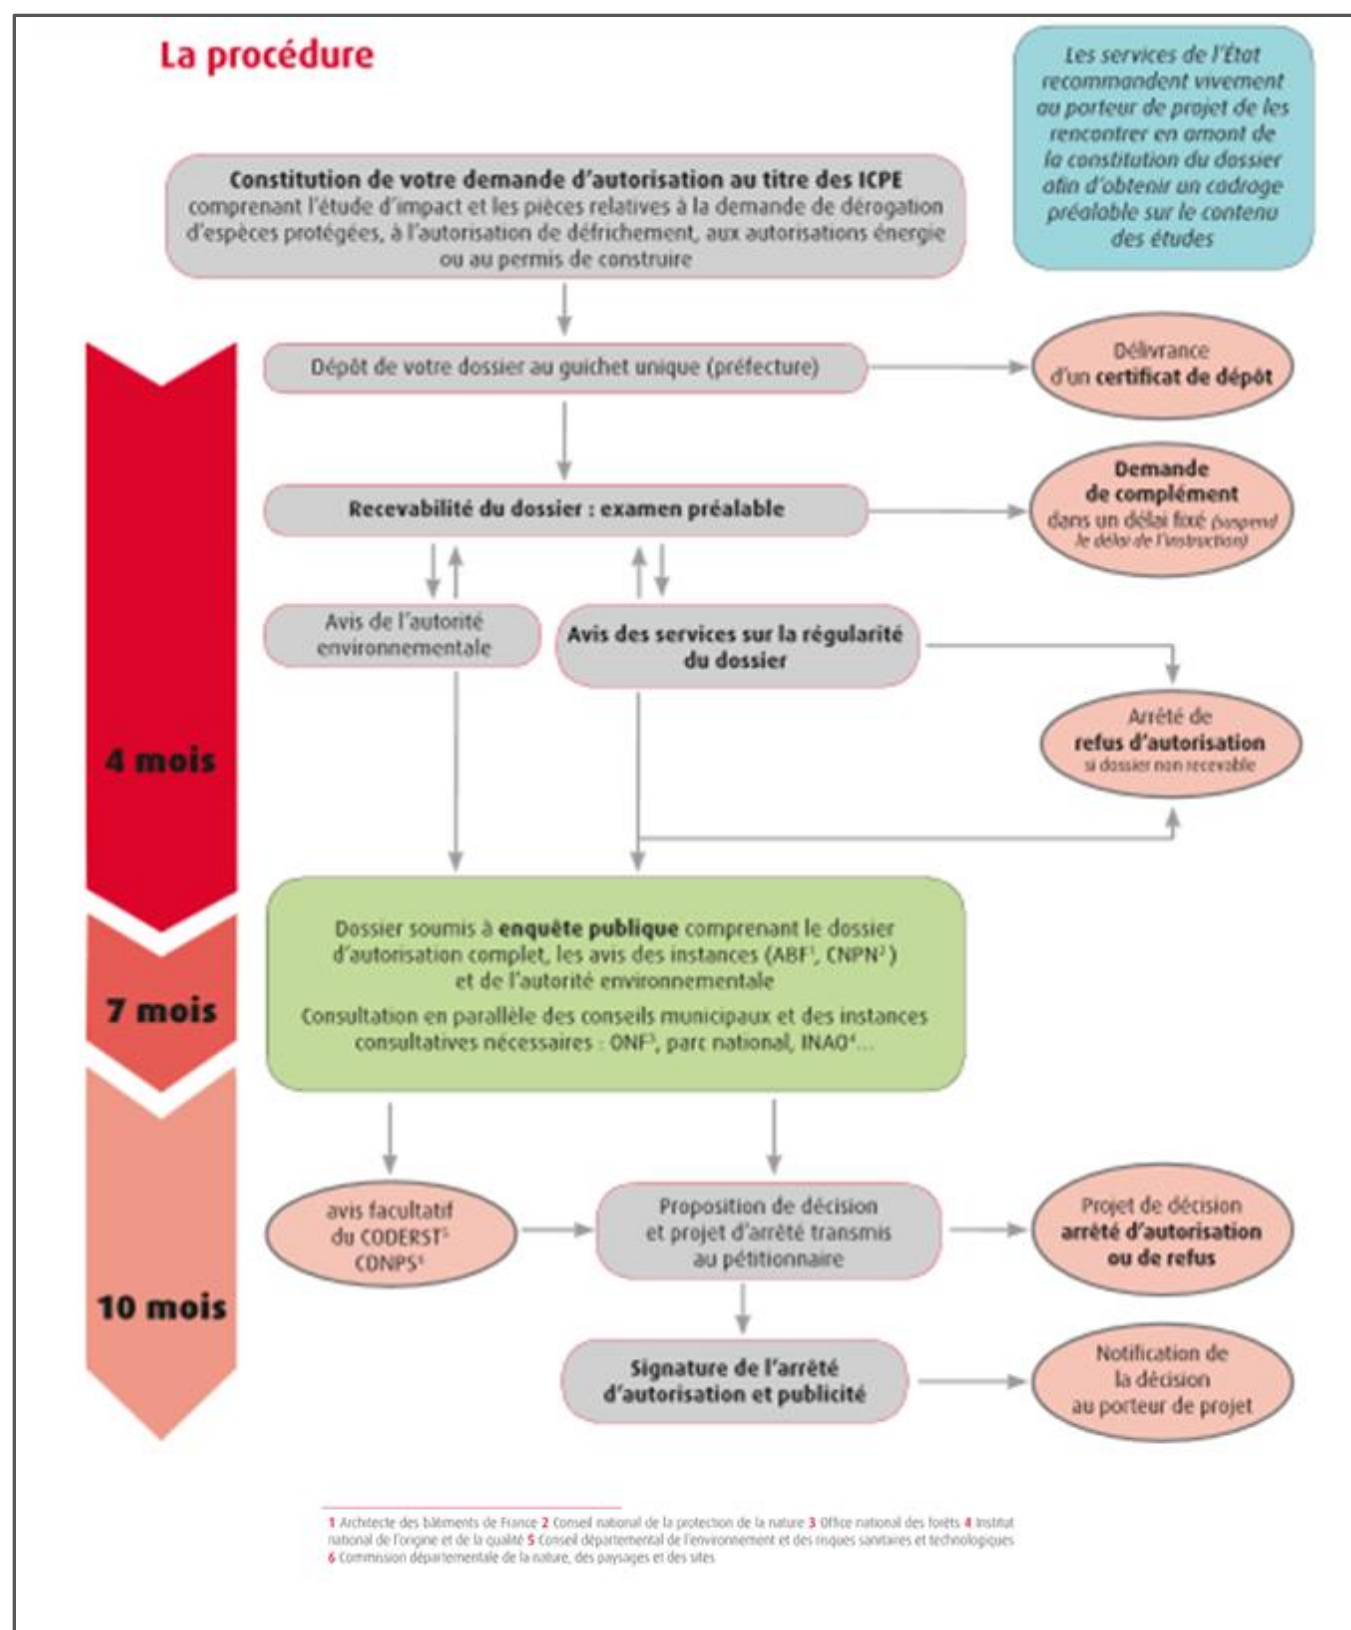 La procédure
Les services de l'État
recommandent vivement
au porteur de projet de les
rencontrer en amont de
la constitution du dossier
afin d'obtenir un cadrage
préalable sur le contenu
des études
Constitution de votre demande d'autorisation au titre des ICPE
comprenant l'étude d'impact et les pièces relatives à la demande de dérogation
d'espèces protégées, à l'autorisation de défrichement, aux autorisations énergie
ou au permis de construire
Dépôt de votre dossier au guichet unique (préfecture)
Délivrance
d'un certificat de dépôt
Recevabilité du dossier : examen préalable
Demande
de complément
dans un délai fixé (suspend
le délai de l'instruction)
Avis de l'autorité
environnementale
Avis des services sur la régularité
du dossier
Arrêté de
refus d'autorisation
si dossier non recevable
4 mois
Dossier soumis à enquête publique comprenant le dossier
d'autorisation complet, les avis des instances (ABF¹, CNPN²)
et de l'autorité environnementale
Consultation en parallèle des conseils municipaux et des instances
consultatives nécessaires : ONF³, parc national, INAO⁴...
7 mois
avis facultatif
du CODERST⁵
CDNPS⁶
Proposition de décision
et projet d'arrêté transmis
au pétitionnaire
Projet de décision
arrêté d'autorisation
ou de refus
10 mois
Signature de l'arrêté
d'autorisation et publicité
Notification de
la décision
au porteur de projet
1 Architecte des bâtiments de France 2 Conseil national de la protection de la nature 3 Office national des forêts 4 Institut
national de l'origine et de la qualité 5 Conseil départemental de l'environnement et des risques sanitaires et technologiques
6 Commission départementale de la nature, des paysages et des sites